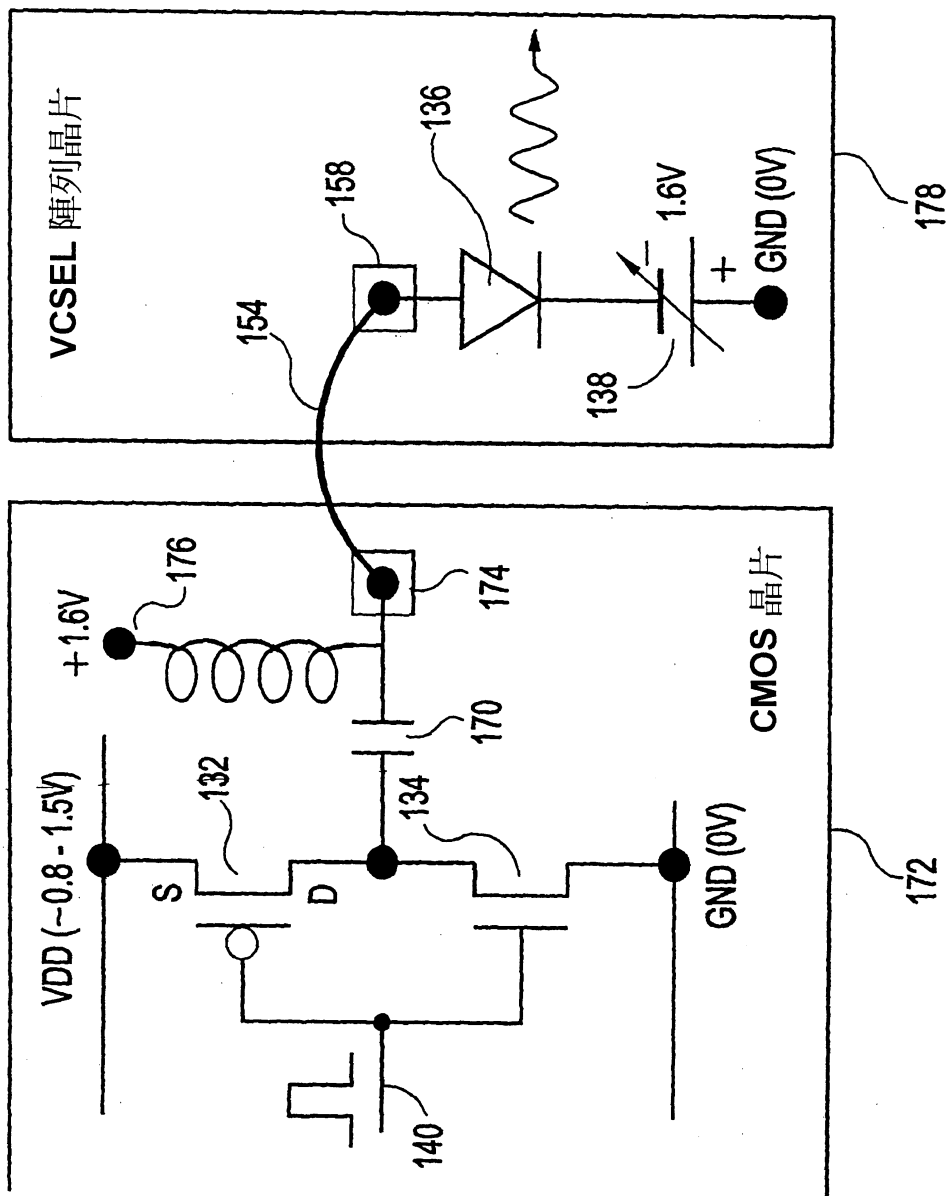 VDD (~0.8 - 1.5V)
+1.6V
176
S
132
D
170
174
134
140
GND (0V)
CMOS 晶片
172
154
VCSEL 陣列晶片
158
136
138
−
1.6V
+
GND (0V)
178